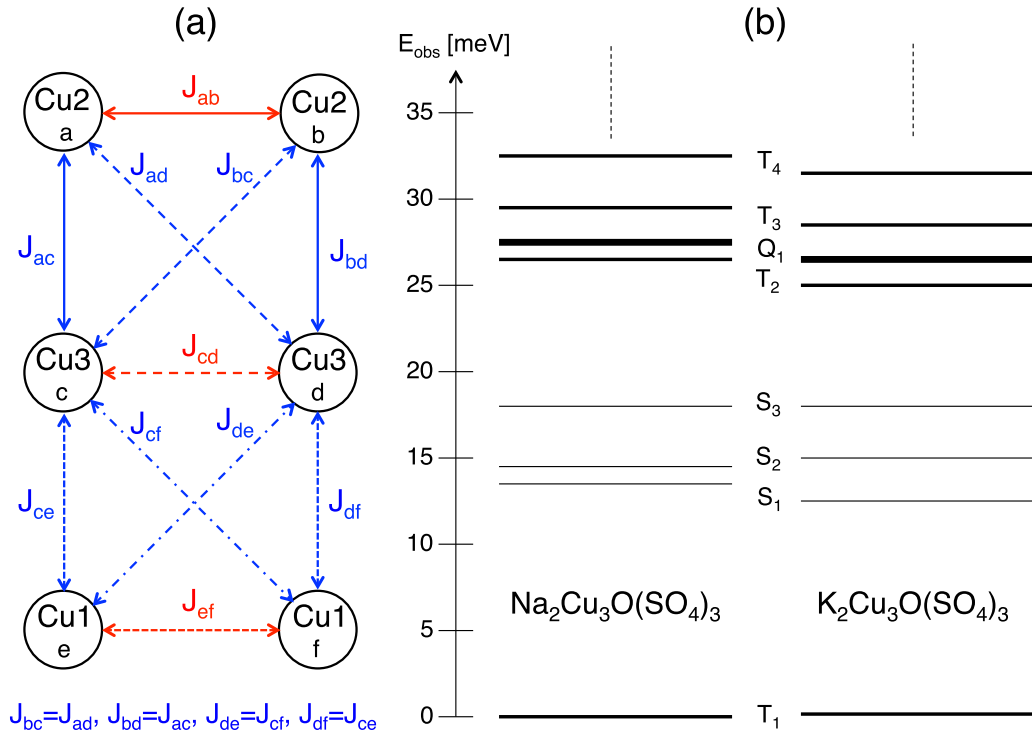 (a)
(b)
E_obs [meV]
Cu2
a
J_ab
Cu2
b
J_ad
J_bc
J_ac
J_bd
Cu3
c
J_cd
Cu3
d
J_cf
J_de
J_ce
J_df
Cu1
e
J_ef
Cu1
f
J_bc=J_ad, J_bd=J_ac, J_de=J_cf, J_df=J_ce
35
30
25
20
15
10
5
0
T_4
T_3
Q_1
T_2
S_3
S_2
S_1
T_1
Na_2Cu_3O(SO_4)_3
K_2Cu_3O(SO_4)_3